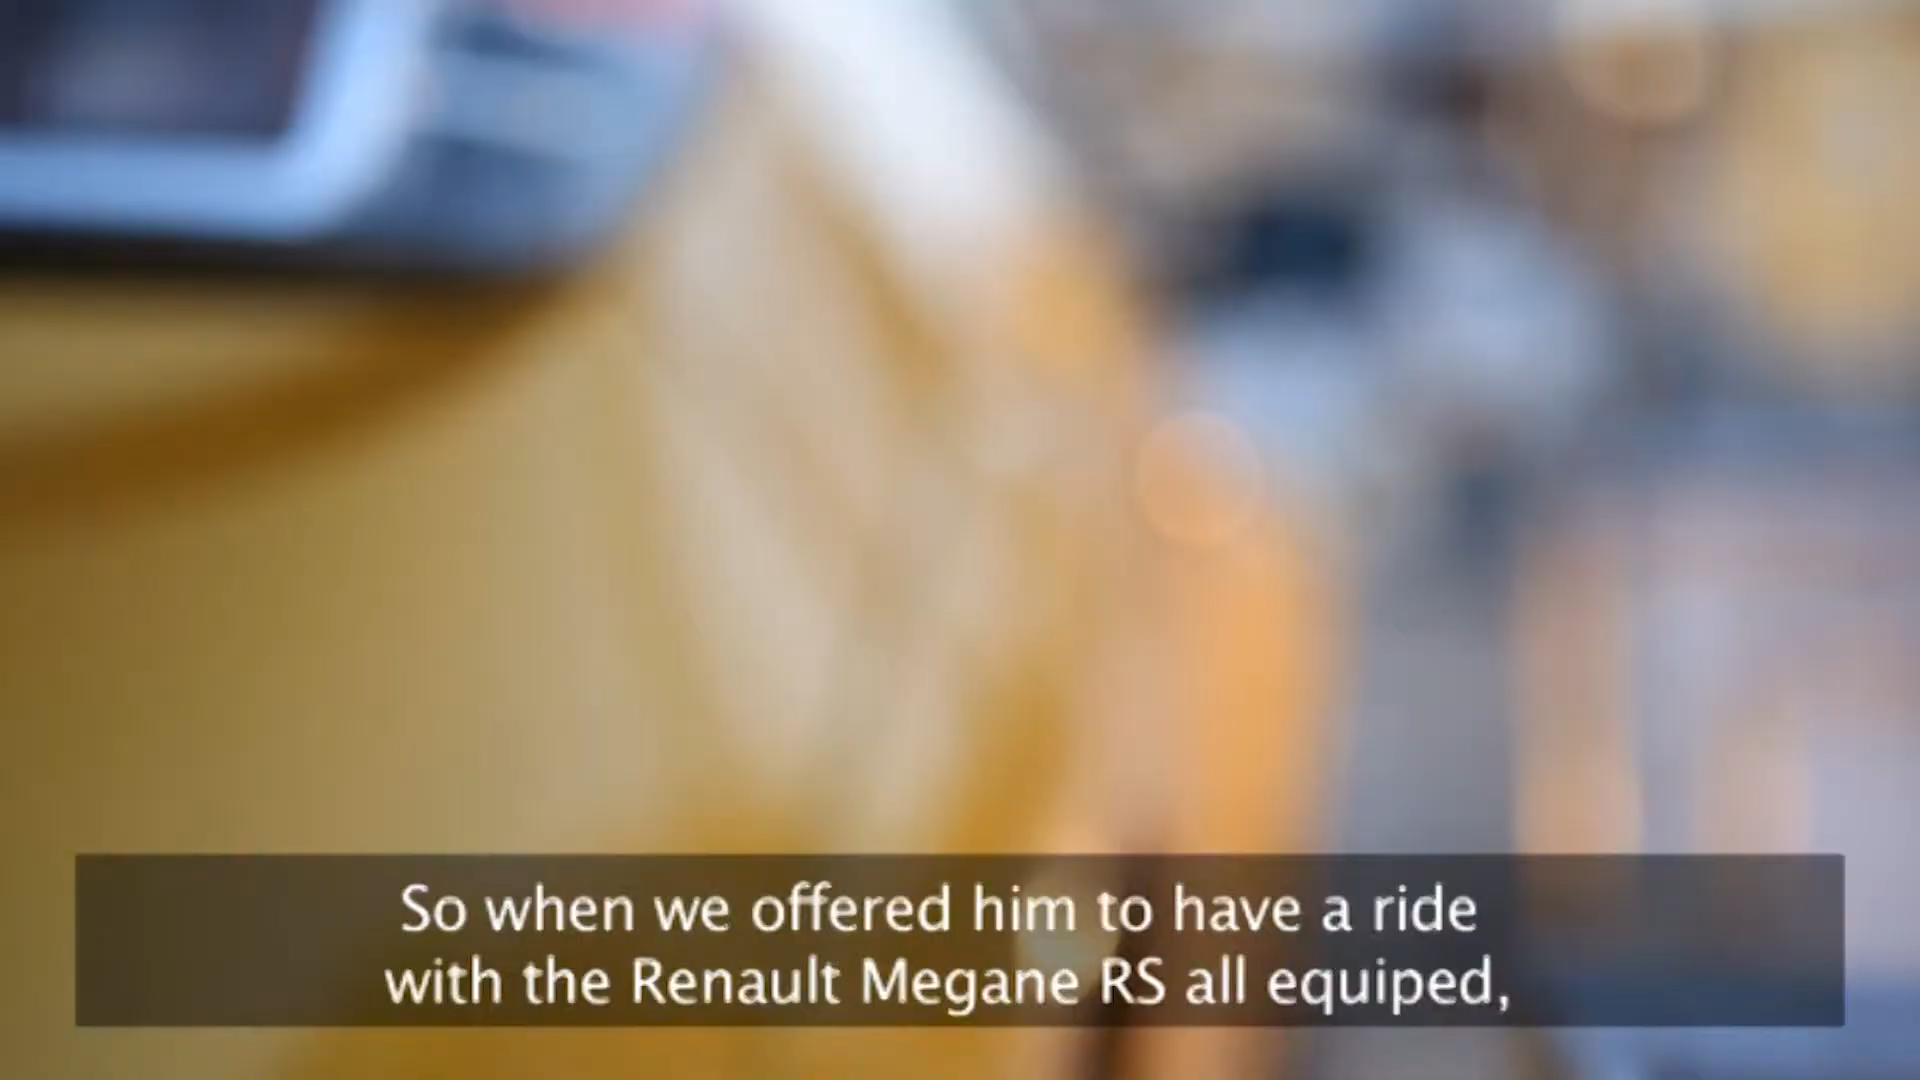 So when we offered him to have a ride
with the Renault Megane RS all equiped,